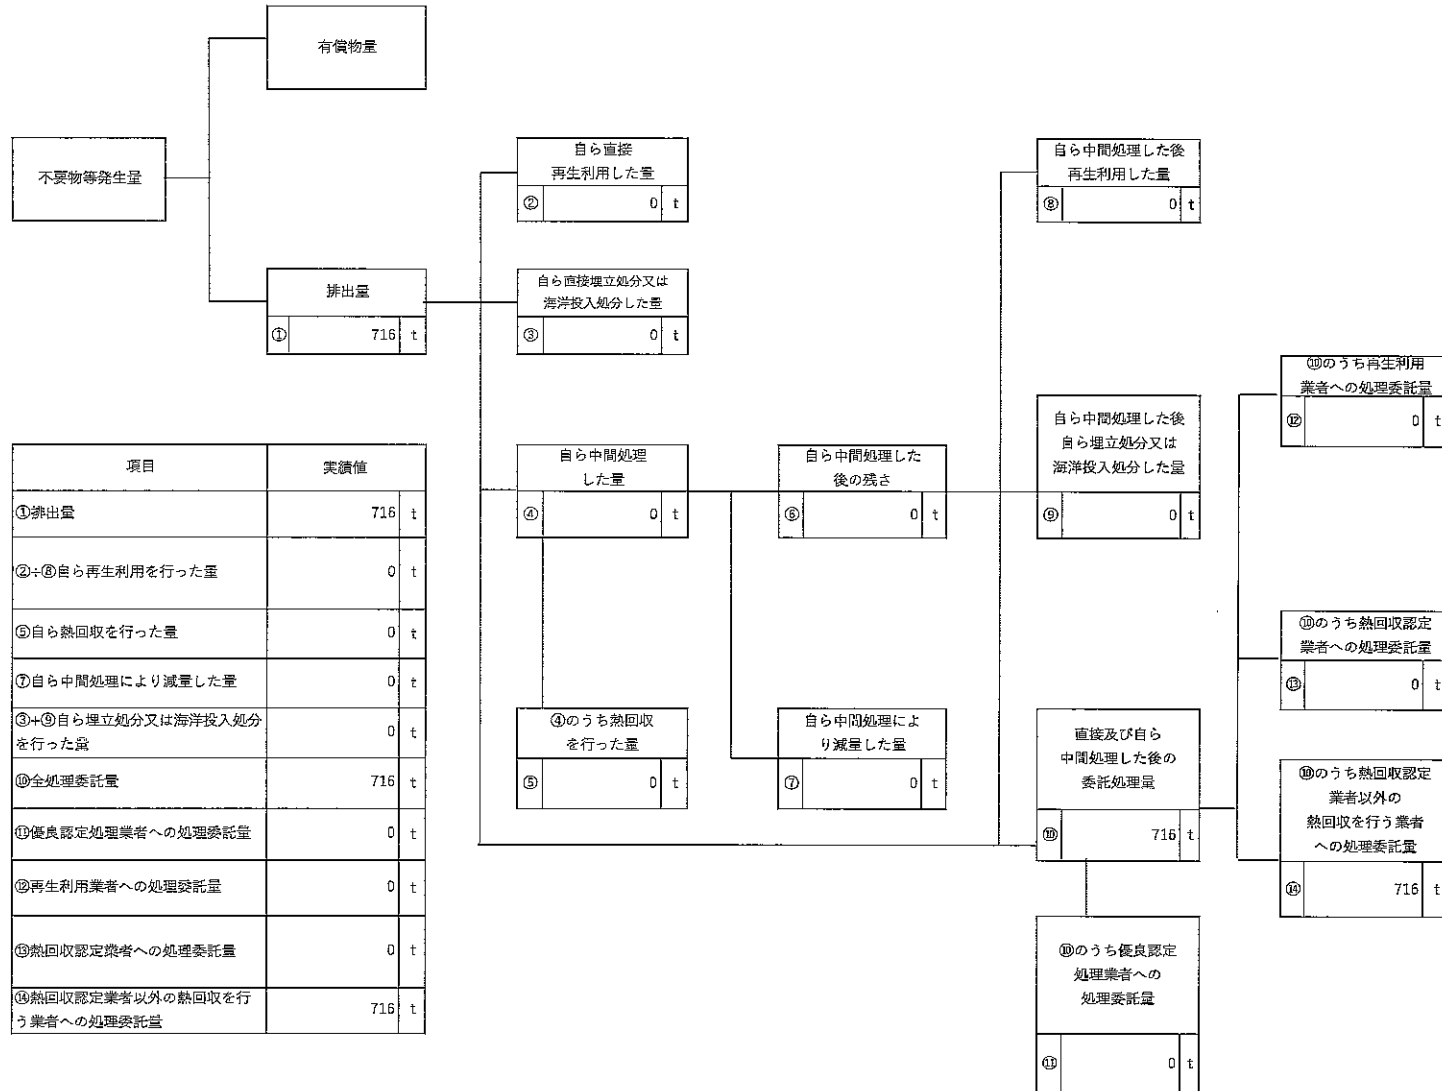 有償物量
不要物等発生量
排出量
① 716 t
自ら直接
再生利用した量
② 0 t
自ら直接埋立処分又は
海洋投入処分した量
③ 0 t
自ら中間処理
した量
④ 0 t
④のうち熱回収
を行った量
⑤ 0 t
自ら中間処理した
後の残さ
⑥ 0 t
自ら中間処理によ
り減量した量
⑦ 0 t
自ら中間処理した後
再生利用した量
⑧ 0 t
自ら中間処理した後
自ら埋立処分又は
海洋投入処分した量
⑨ 0 t
直接及び自ら
中間処理した後の
委託処理量
⑩ 716 t
⑩のうち優良認定
処理業者への
処理委託量
⑪ 0 t
⑩のうち再生利用
業者への処理委託量
⑫ 0 t
⑩のうち熱回収認定
業者への処理委託量
⑬ 0 t
⑩のうち熱回収認定
業者以外の
熱回収を行う業者
への処理委託量
⑭ 716 t
項目 実績値
①排出量 716 t
②+⑧自ら再生利用を行った量 0 t
⑤自ら熱回収を行った量 0 t
⑦自ら中間処理により減量した量 0 t
③+⑨自ら埋立処分又は海洋投入処分
を行った量 0 t
⑩全処理委託量 716 t
⑪優良認定処理業者への処理委託量 0 t
⑫再生利用業者への処理委託量 0 t
⑬熱回収認定業者への処理委託量 0 t
⑭熱回収認定業者以外の熱回収を行
う業者への処理委託量 716 t